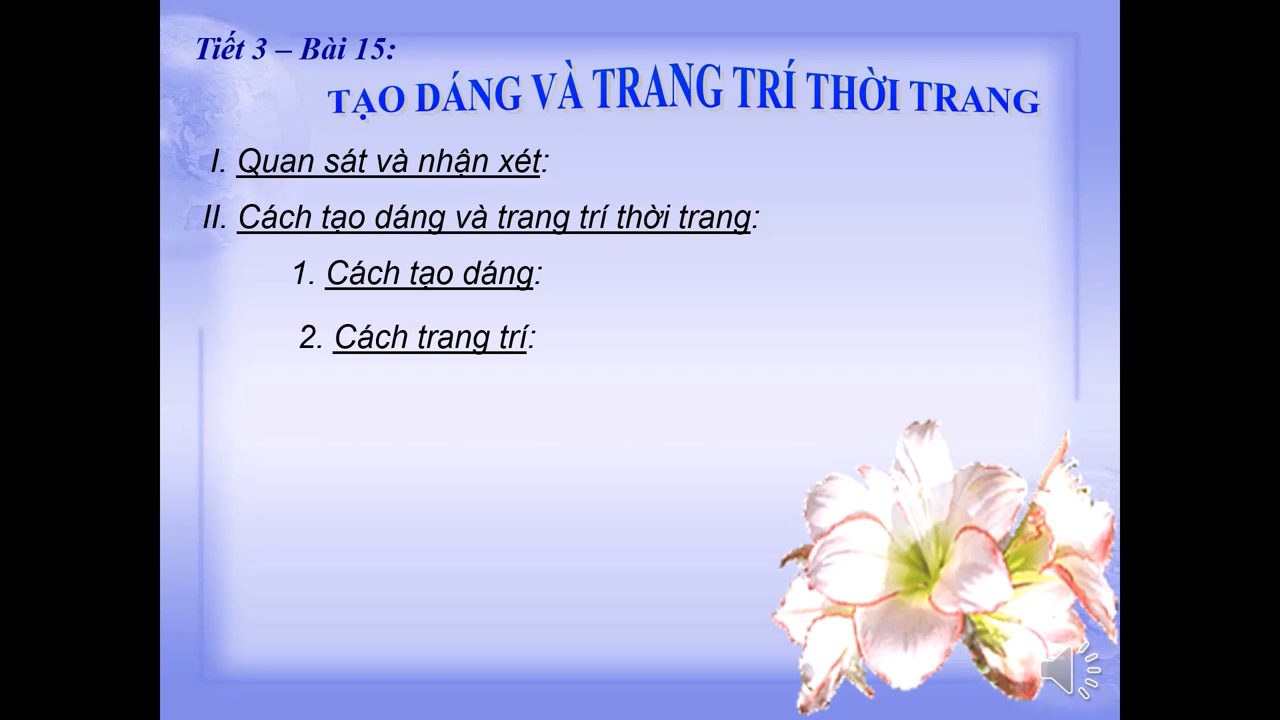 Tiết 3 – Bài 15:
TẠO DÁNG VÀ TRANG TRÍ THỜI TRANG
I. Quan sát và nhận xét:
II. Cách tạo dáng và trang trí thời trang:
1. Cách tạo dáng:
2. Cách trang trí: